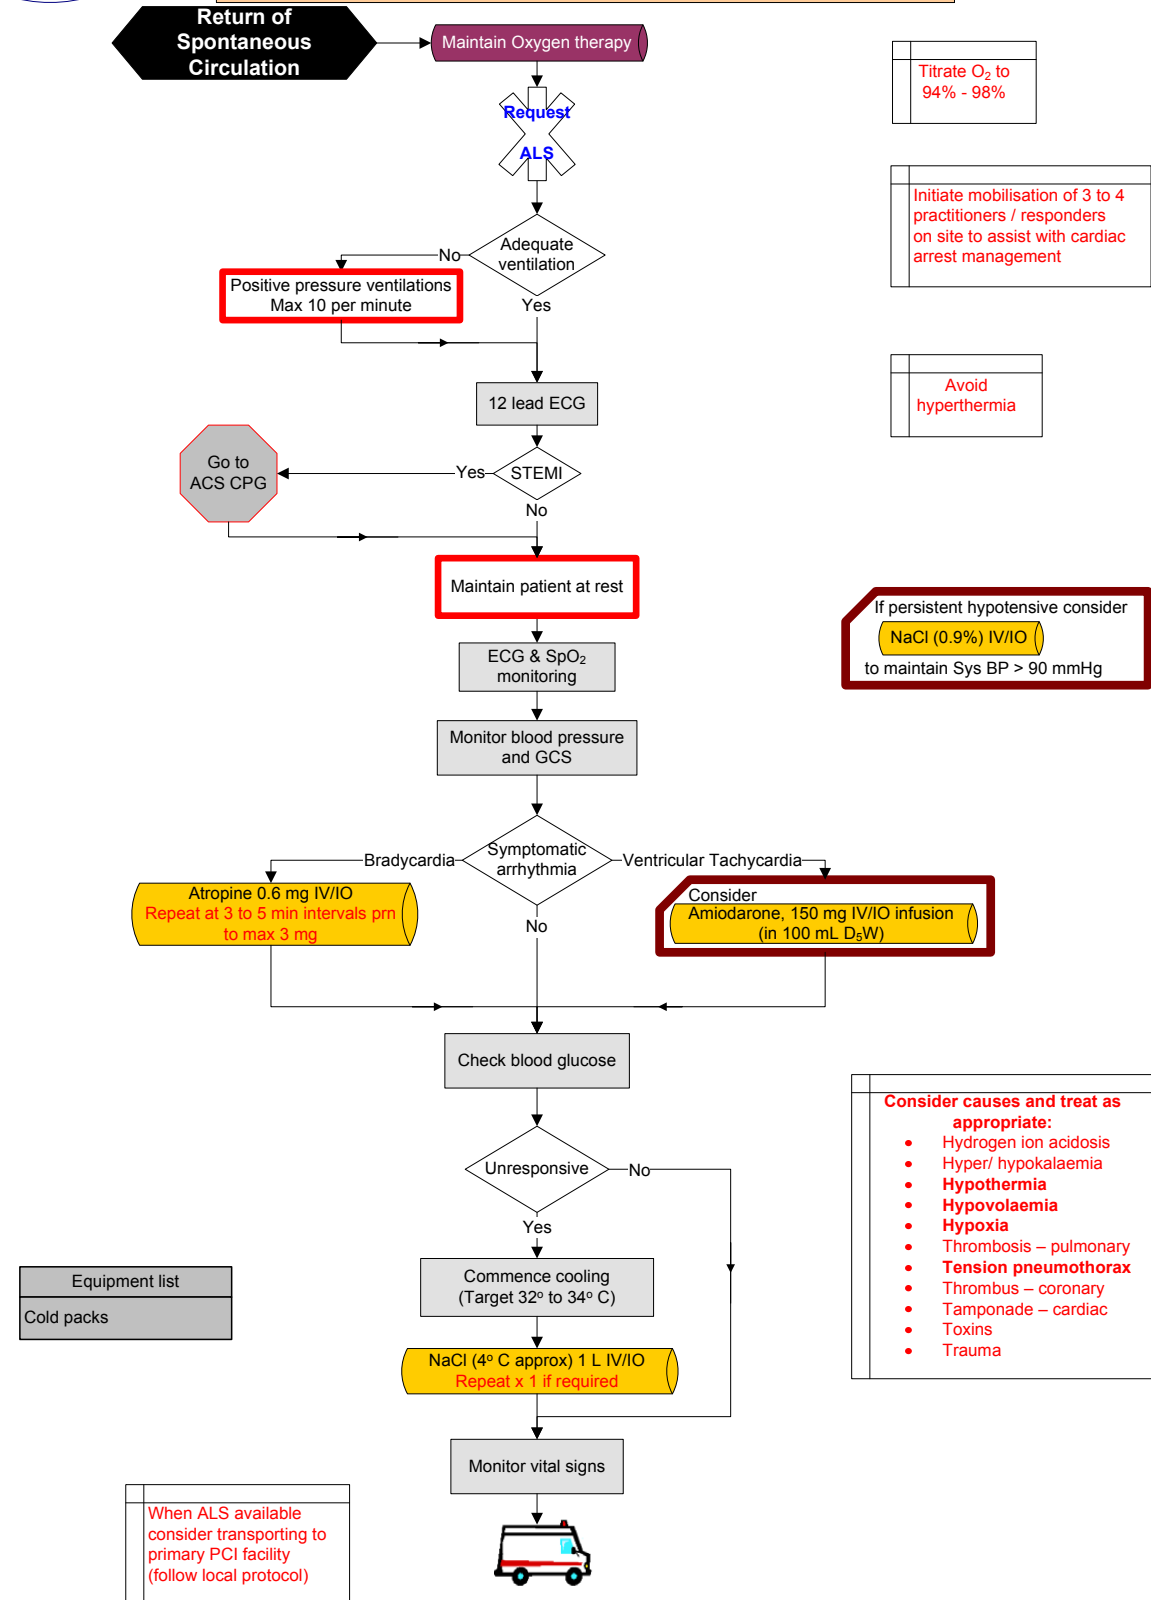 Return of
Spontaneous
Circulation
Maintain Oxygen therapy
Titrate O₂ to
94% - 98%
Request
ALS
Initiate mobilisation of 3 to 4
practitioners / responders
on site to assist with cardiac
arrest management
Adequate
ventilation
No
Positive pressure ventilations
Max 10 per minute
Yes
Avoid
hyperthermia
12 lead ECG
Go to
ACS CPG
Yes
STEMI
No
Maintain patient at rest
If persistent hypotensive consider
NaCl (0.9%) IV/IO
to maintain Sys BP > 90 mmHg
ECG & SpO₂
monitoring
Monitor blood pressure
and GCS
Bradycardia
Symptomatic
arrhythmia
Ventricular Tachycardia
Atropine 0.6 mg IV/IO
Repeat at 3 to 5 min intervals prn
to max 3 mg
No
Consider
Amiodarone, 150 mg IV/IO infusion
(in 100 mL D₅W)
Check blood glucose
Consider causes and treat as
appropriate:
• Hydrogen ion acidosis
• Hyper/ hypokalaemia
• Hypothermia
• Hypovolaemia
• Hypoxia
• Thrombosis – pulmonary
• Tension pneumothorax
• Thrombus – coronary
• Tamponade – cardiac
• Toxins
• Trauma
Unresponsive
No
Yes
Equipment list
Cold packs
Commence cooling
(Target 32º to 34º C)
NaCl (4º C approx) 1 L IV/IO
Repeat x 1 if required
Monitor vital signs
When ALS available
consider transporting to
primary PCI facility
(follow local protocol)